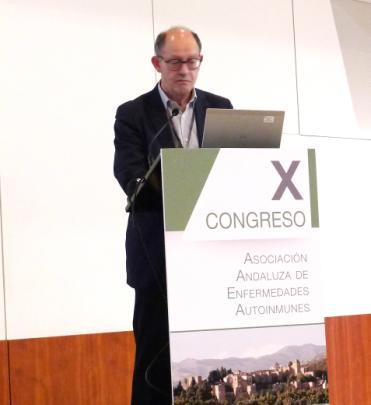 X
CONGRESO
ASOCIACIÓN
ANDALUZA DE
ENFERMEDADES
AUTOINMUNES